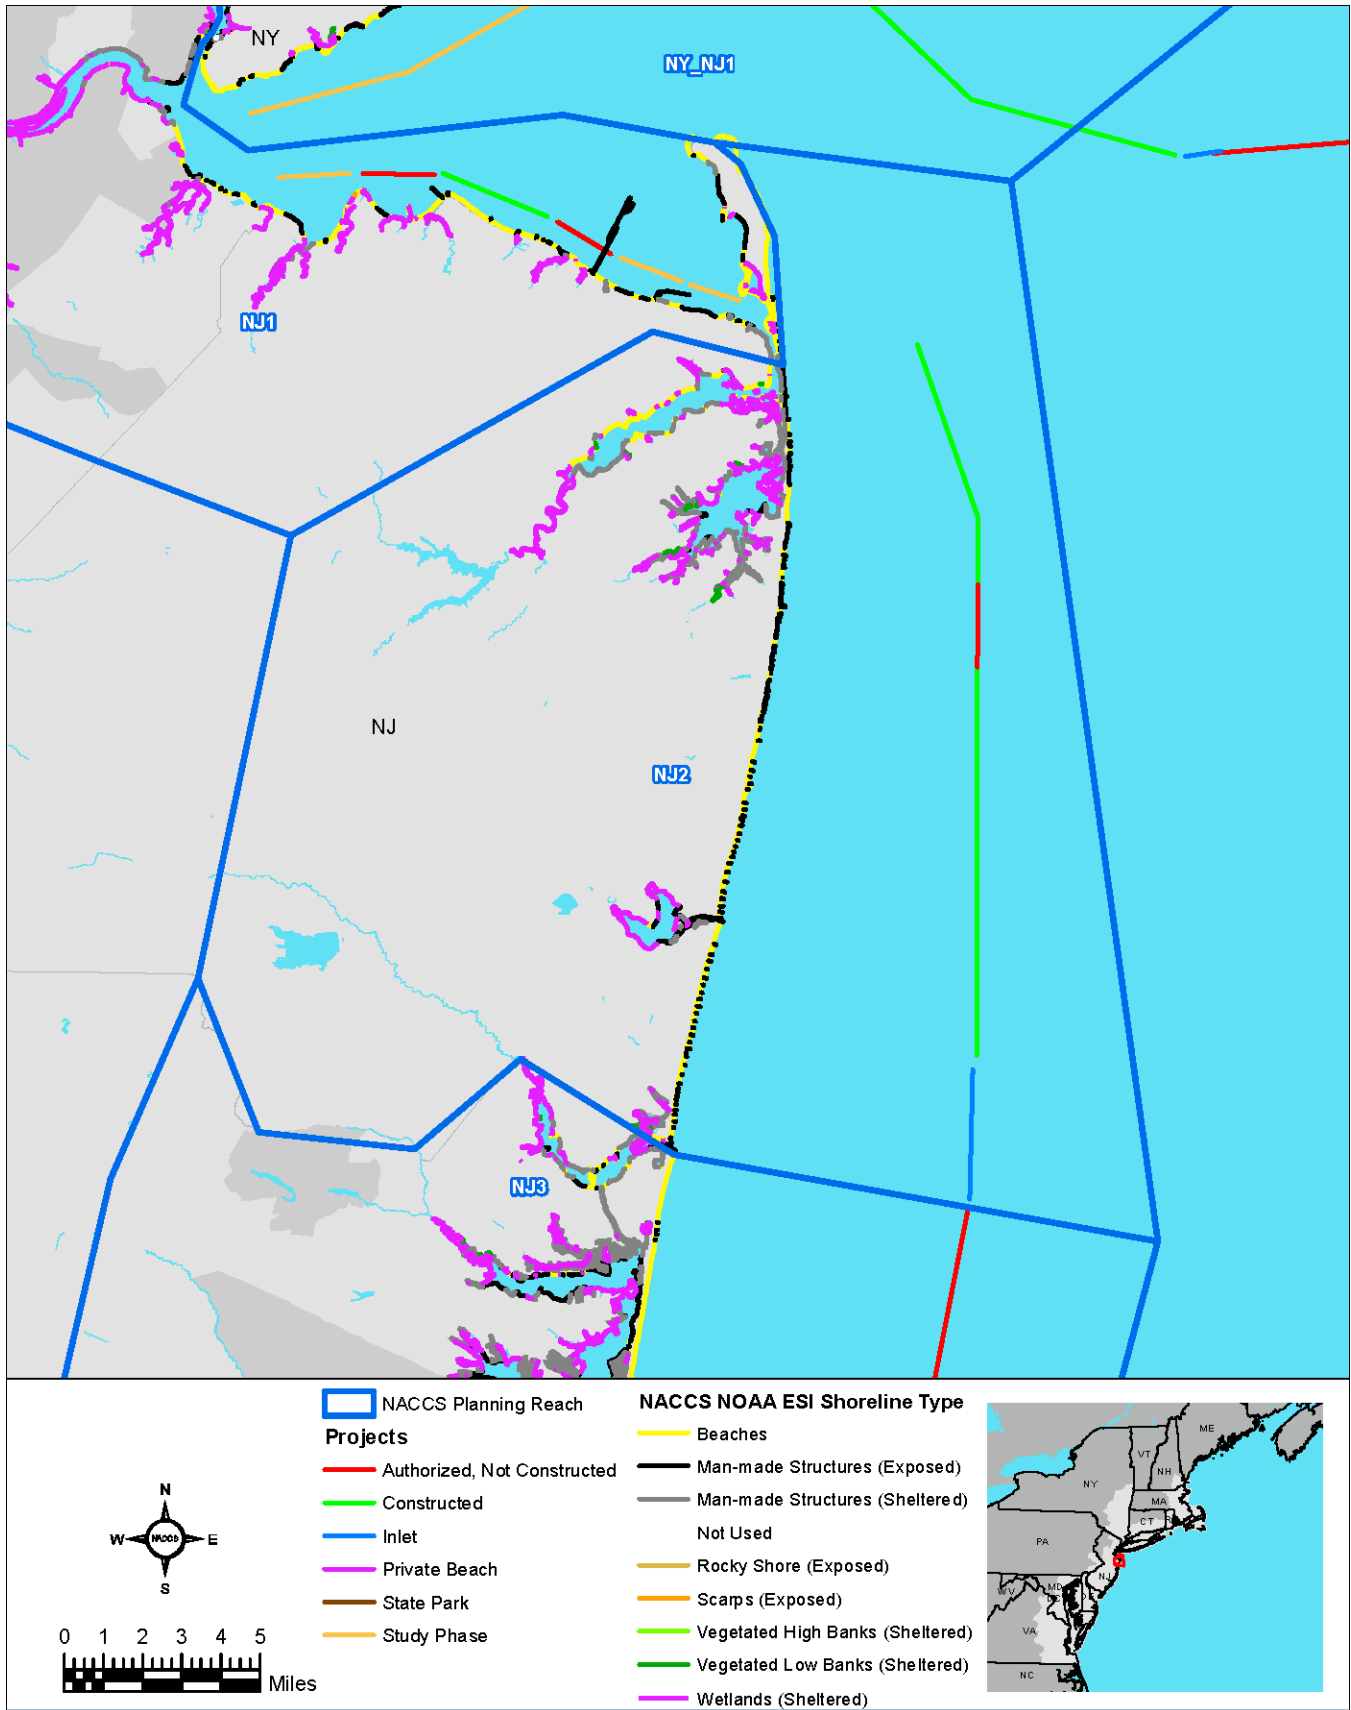 NY
NY_NJ1
NJ1
NJ
NJ2
NJ3
NACCS Planning Reach
Projects
Authorized, Not Constructed
Constructed
Inlet
Private Beach
State Park
Study Phase
NACCS NOAA ESI Shoreline Type
Beaches
Man-made Structures (Exposed)
Man-made Structures (Sheltered)
Not Used
Rocky Shore (Exposed)
Scarps (Exposed)
Vegetated High Banks (Sheltered)
Vegetated Low Banks (Sheltered)
Wetlands (Sheltered)
N
W
NACCS
E
S
0 1 2 3 4 5
Miles
ME
VT
NH
NY
MA
CT
PA
NJ
MD
WV
VA
NC